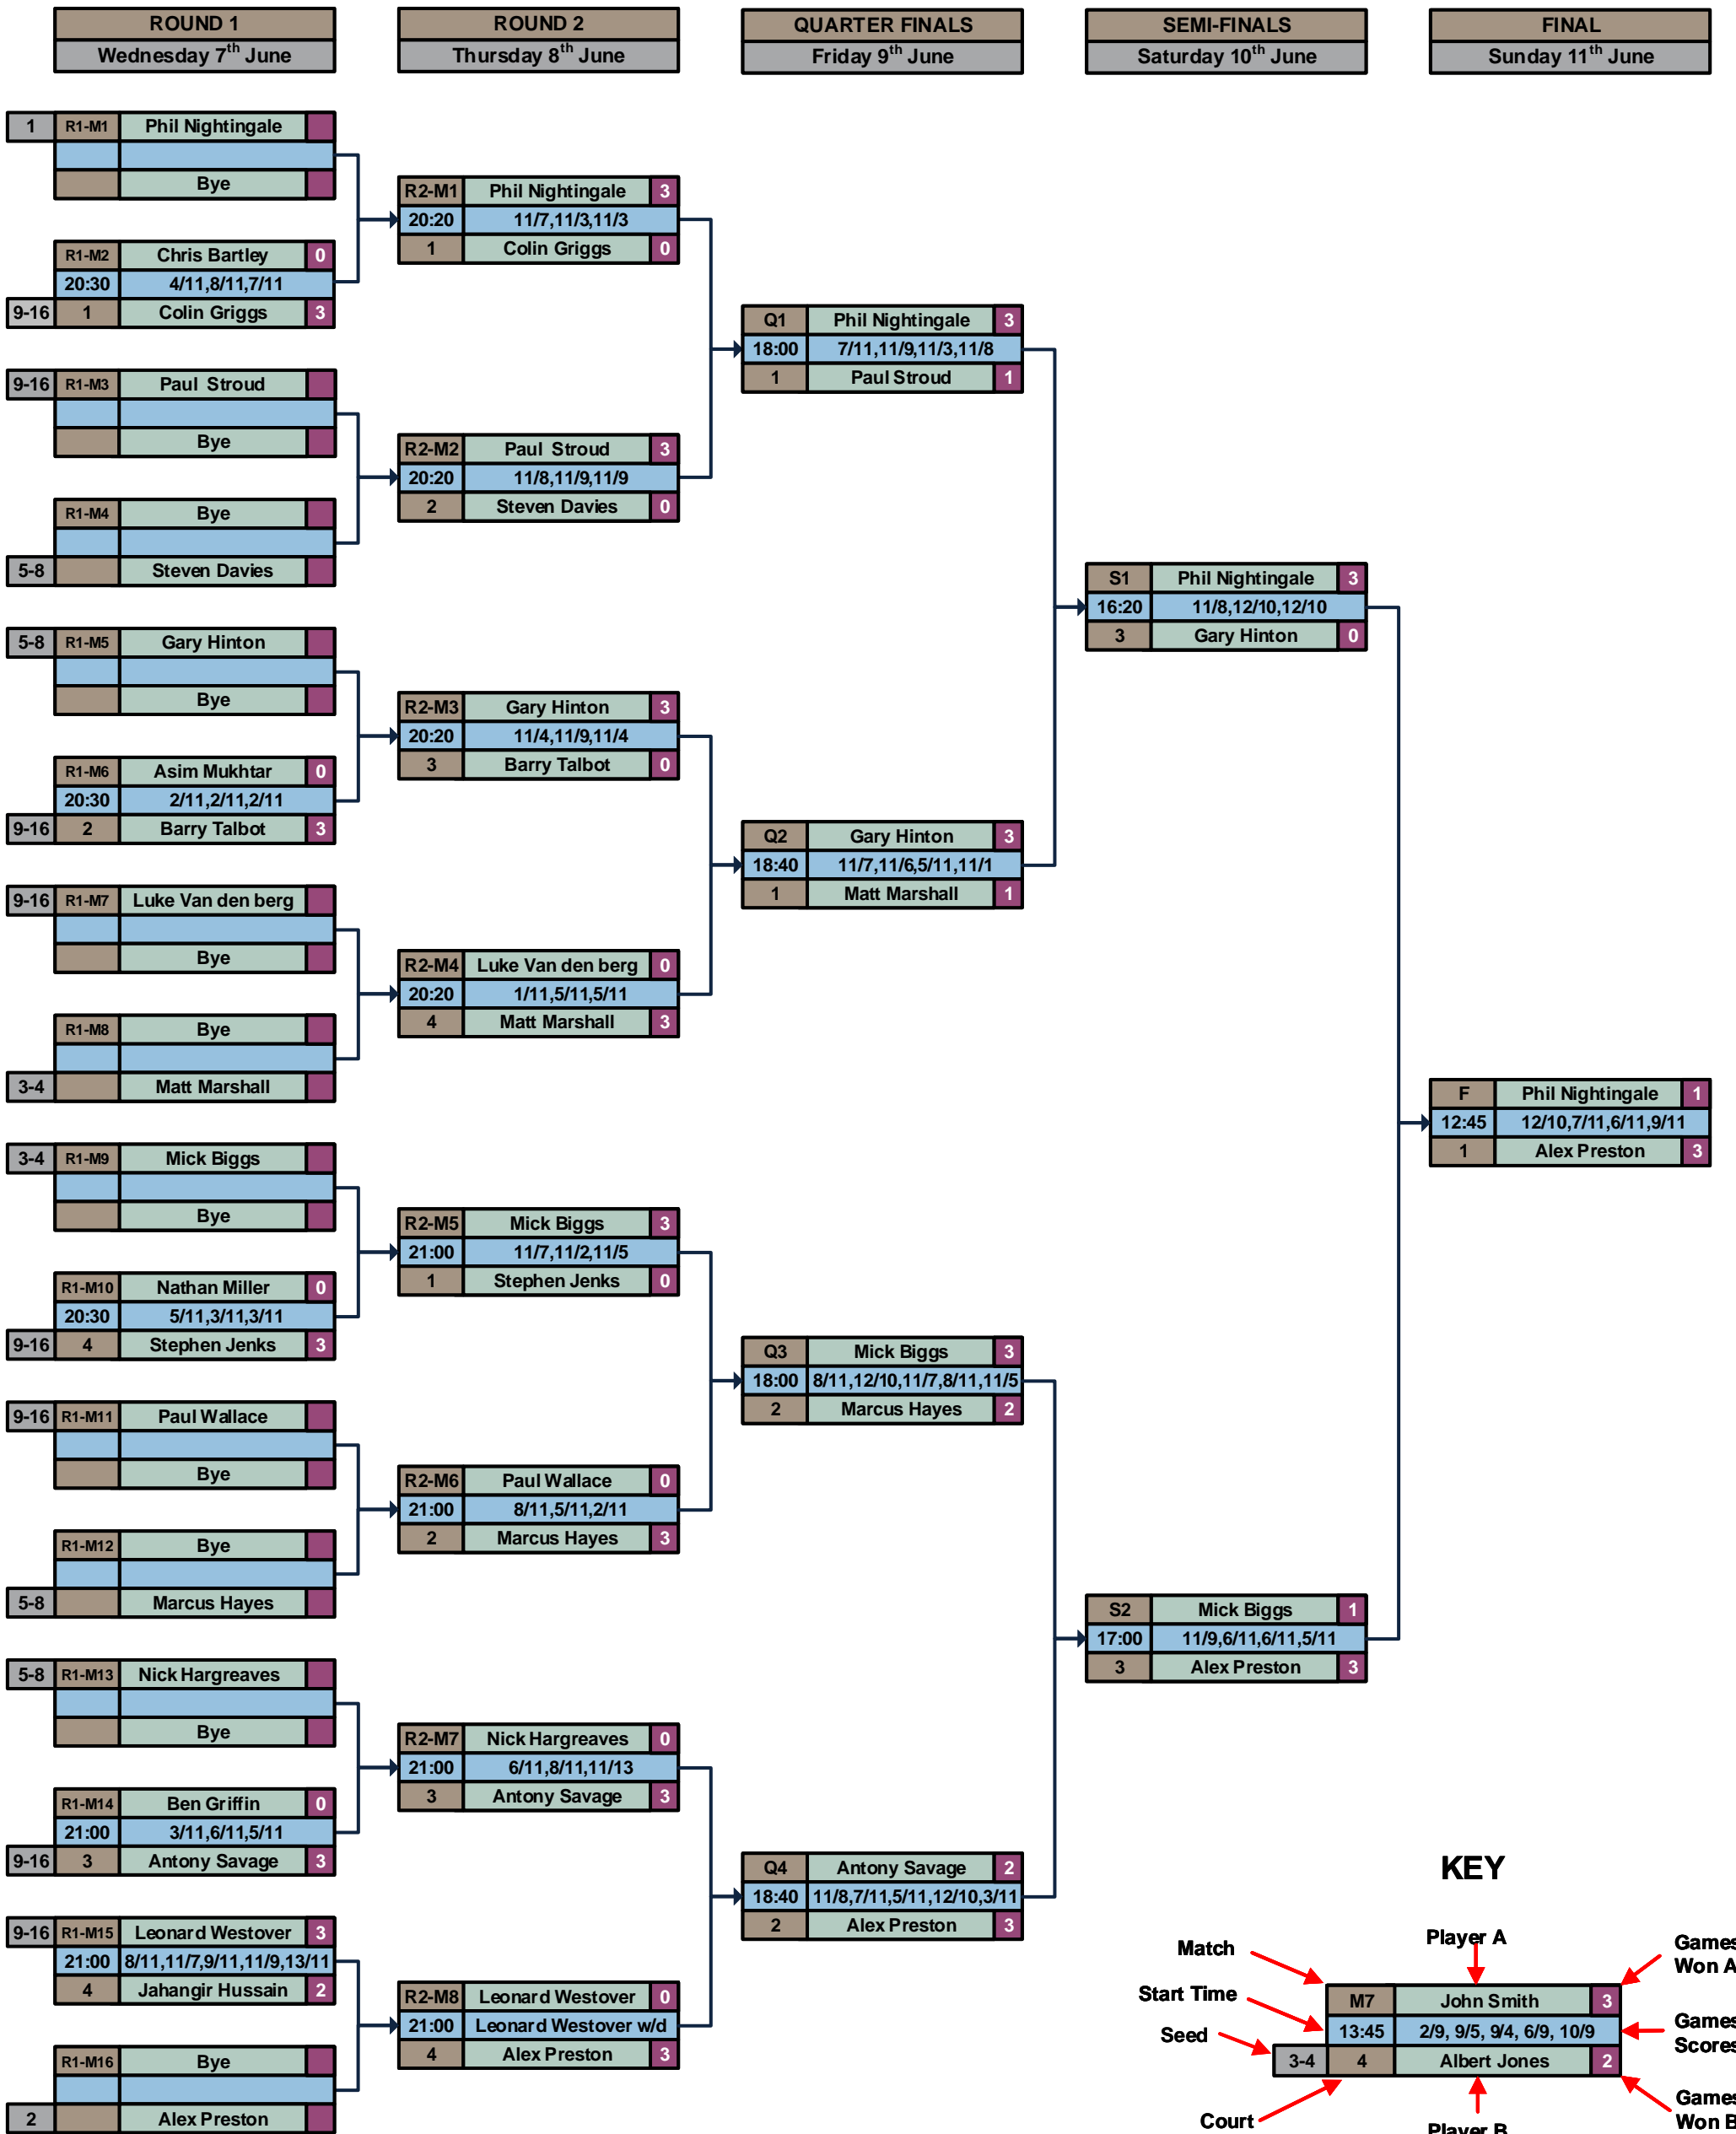 ROUND 1
Wednesday 7th June
ROUND 2
Thursday 8th June
QUARTER FINALS
Friday 9th June
SEMI-FINALS
Saturday 10th June
FINAL
Sunday 11th June
1 R1-M1 Phil Nightingale
Bye
R1-M2 Chris Bartley 0
20:30 4/11,8/11,7/11
9-16 1 Colin Griggs 3
9-16 R1-M3 Paul Stroud
Bye
R1-M4 Bye
5-8 Steven Davies
5-8 R1-M5 Gary Hinton
Bye
R1-M6 Asim Mukhtar 0
20:30 2/11,2/11,2/11
9-16 2 Barry Talbot 3
9-16 R1-M7 Luke Van den berg
Bye
R1-M8 Bye
3-4 Matt Marshall
3-4 R1-M9 Mick Biggs
Bye
R1-M10 Nathan Miller 0
20:30 5/11,3/11,3/11
9-16 4 Stephen Jenks 3
9-16 R1-M11 Paul Wallace
Bye
R1-M12 Bye
5-8 Marcus Hayes
5-8 R1-M13 Nick Hargreaves
Bye
R1-M14 Ben Griffin 0
21:00 3/11,6/11,5/11
9-16 3 Antony Savage 3
9-16 R1-M15 Leonard Westover 3
21:00 8/11,11/7,9/11,11/9,13/11
4 Jahangir Hussain 2
R1-M16 Bye
2 Alex Preston
R2-M1 Phil Nightingale 3
20:20 11/7,11/3,11/3
1 Colin Griggs 0
R2-M2 Paul Stroud 3
20:20 11/8,11/9,11/9
2 Steven Davies 0
R2-M3 Gary Hinton 3
20:20 11/4,11/9,11/4
3 Barry Talbot 0
R2-M4 Luke Van den berg 0
20:20 1/11,5/11,5/11
4 Matt Marshall 3
R2-M5 Mick Biggs 3
21:00 11/7,11/2,11/5
1 Stephen Jenks 0
R2-M6 Paul Wallace 0
21:00 8/11,5/11,2/11
2 Marcus Hayes 3
R2-M7 Nick Hargreaves 0
21:00 6/11,8/11,11/13
3 Antony Savage 3
R2-M8 Leonard Westover 0
21:00 Leonard Westover w/d
4 Alex Preston 3
Q1 Phil Nightingale 3
18:00 7/11,11/9,11/3,11/8
1 Paul Stroud 1
Q2 Gary Hinton 3
18:40 11/7,11/6,5/11,11/1
1 Matt Marshall 1
Q3 Mick Biggs 3
18:00 8/11,12/10,11/7,8/11,11/5
2 Marcus Hayes 2
Q4 Antony Savage 2
18:40 11/8,7/11,5/11,12/10,3/11
2 Alex Preston 3
S1 Phil Nightingale 3
16:20 11/8,12/10,12/10
3 Gary Hinton 0
S2 Mick Biggs 1
17:00 11/9,6/11,6/11,5/11
3 Alex Preston 3
F Phil Nightingale 1
12:45 12/10,7/11,6/11,9/11
1 Alex Preston 3
KEY
Match
Player A
Games
Won A
Start Time
M7 John Smith 3
13:45 2/9, 9/5, 9/4, 6/9, 10/9
Games
Scores
Seed
3-4 4 Albert Jones 2
Court
Player B
Games
Won B